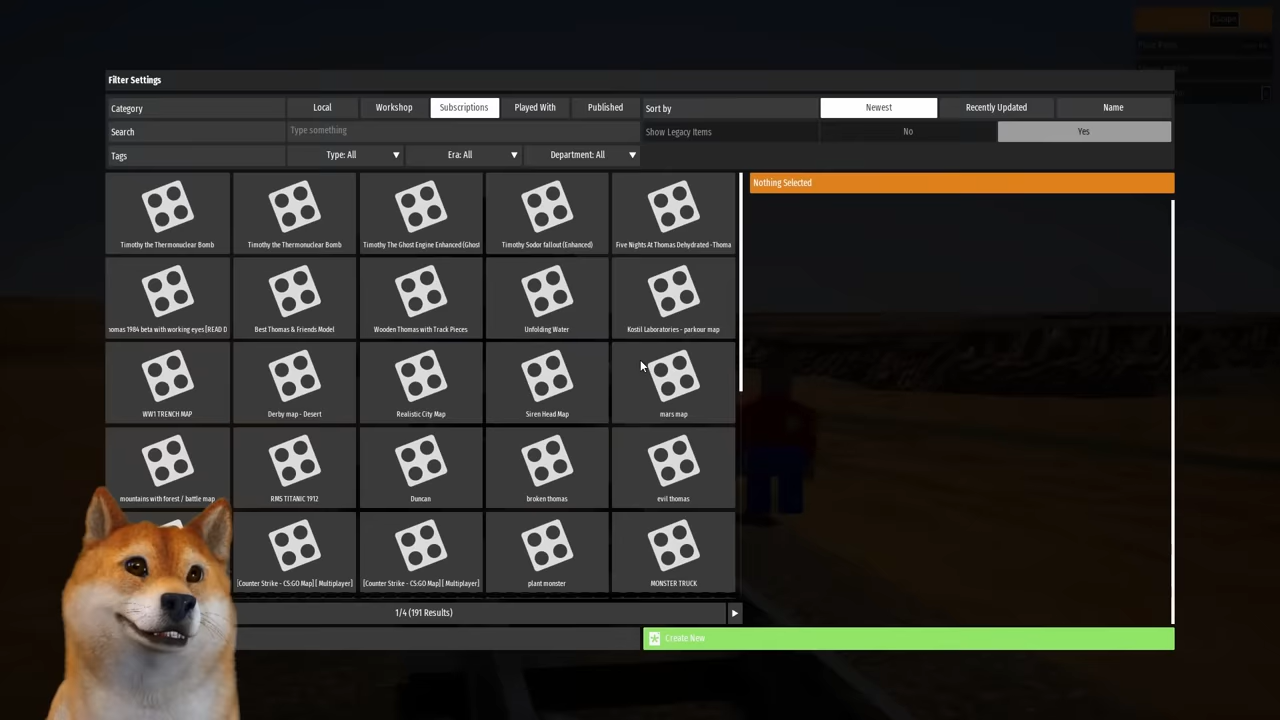 Filter Settings
Category Local Workshop Subscriptions Played With Published Sort by Newest Recently Updated Name
Search Type something Show Legacy Items No Yes
Tags Type: All Era: All Department: All
Nothing Selected
Timothy the Thermonuclear Bomb Timothy the Thermonuclear Bomb Timothy The Ghost Engine Enhanced (Ghost Timothy Sodor fallout (Enhanced) Five Nights At Thomas Dehydrated -Thoma
omas 1984 beta with working eyes [READ D Best Thomas & Friends Model Wooden Thomas with Track Pieces Unfolding Water Kostil Laboratories - parkour map
WW1 TRENCH MAP Derby map - Desert Realistic City Map Siren Head Map mars map
mountains with forest / battle map RMS TITANIC 1912 Duncan broken thomas evil thomas
[Counter Strike - CS:GO Map] [ Multiplayer] [Counter Strike - CS:GO Map] [ Multiplayer] plant monster MONSTER TRUCK
1/4 (191 Results)
Create New